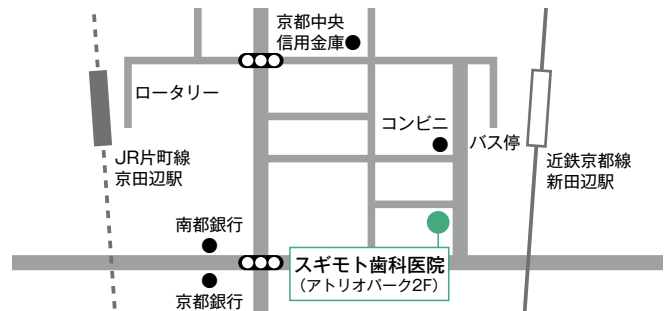 京都中央
信用金庫
ロータリー
コンビニ
バス停
JR片町線
京田辺駅
近鉄京都線
新田辺駅
南都銀行
スギモト歯科医院
（アトリオパーク2F）
京都銀行